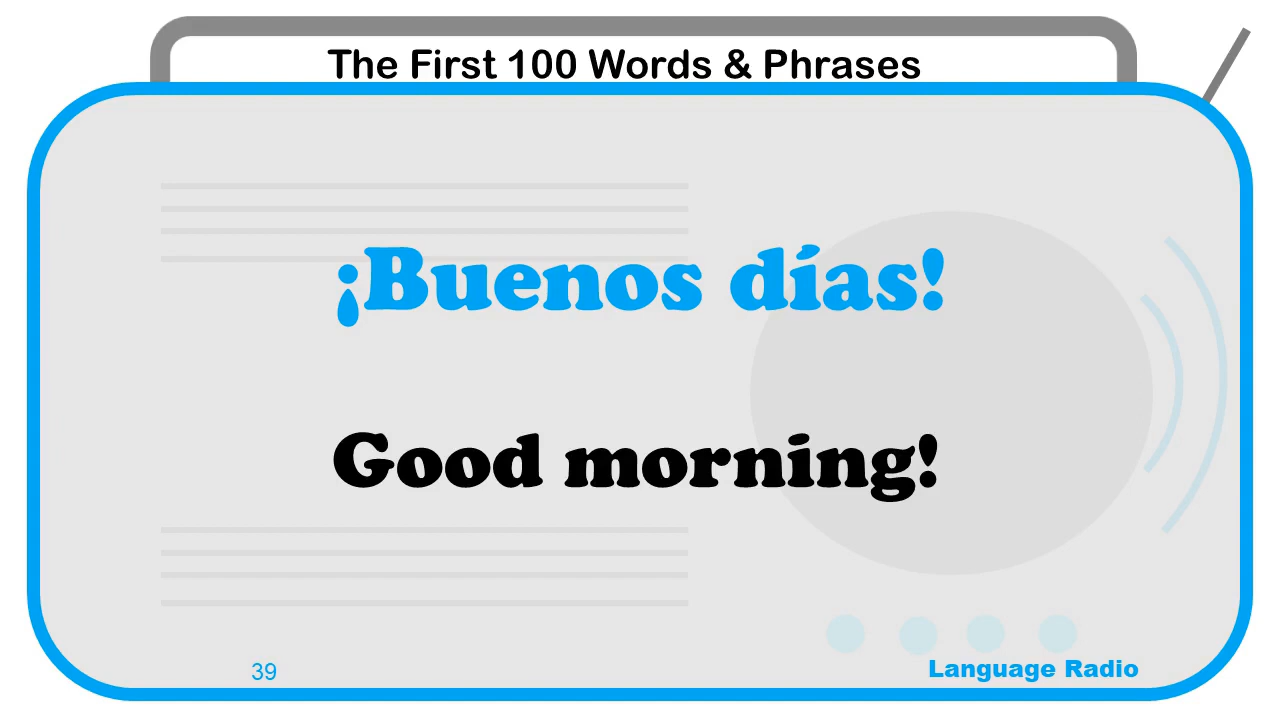 The First 100 Words & Phrases
¡Buenos días!
Good morning!
39
Language Radio